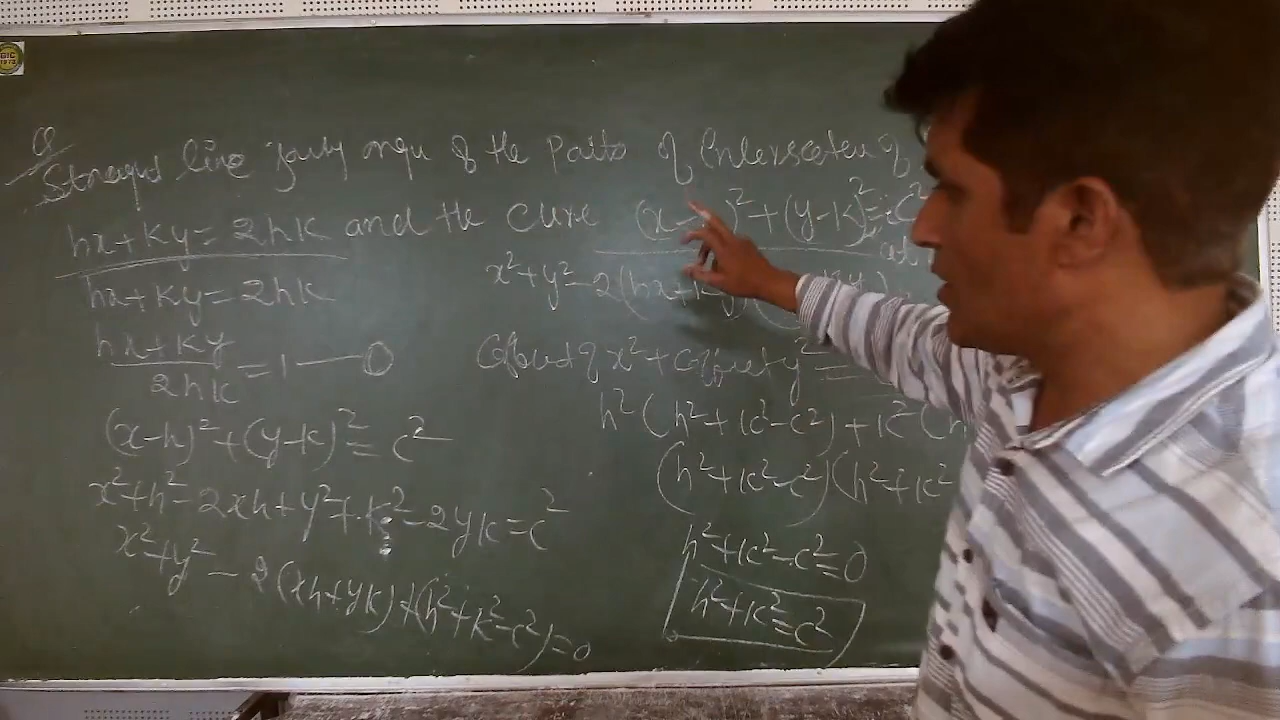 Q
Straight line joining origin & the Points of Intersection of
hx+ky=2hk and the Curve (x- )²+(y-k)²=c²
hx+ky=2hk
hx+ky/2hk =1
(x-h)²+(y-k)²=c²
x²+h²-2xh+y²+k²-2yk=c²
x²+y²-2(xh+yk)+(h²+k²-c²)=0
x²+y²-2(hx+
x²+ y²=
h²(h²+k²-c²)+k²(h
(h²+k²-c²)(h²+k²
h²+k²-c²=0
h²+k²=c²